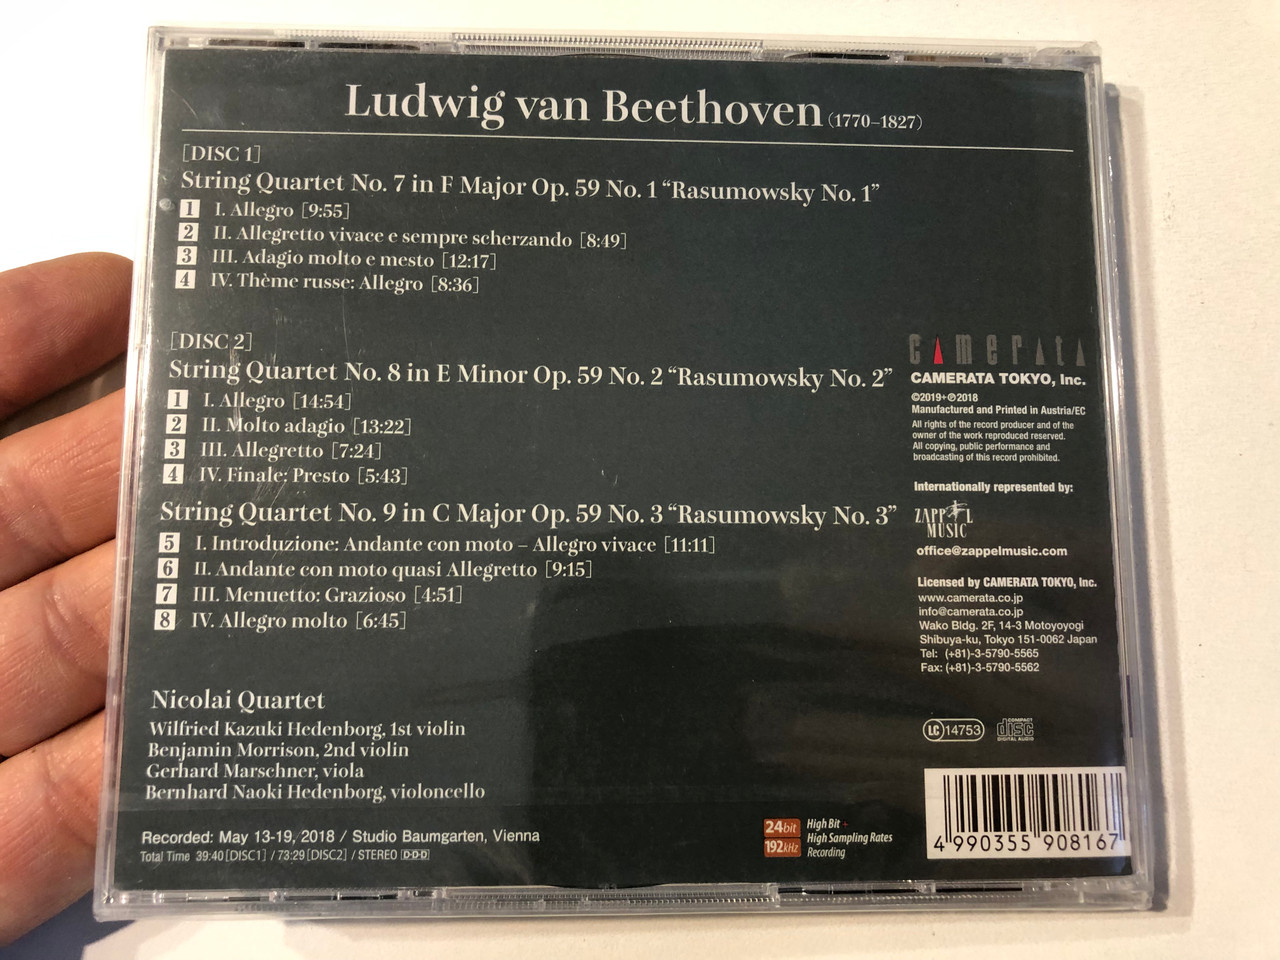 Ludwig van Beethoven (1770–1827)
[DISC 1]
String Quartet No. 7 in F Major Op. 59 No. 1 “Rasumowsky No. 1”
1 I. Allegro [9:55]
2 II. Allegretto vivace e sempre scherzando [8:49]
3 III. Adagio molto e mesto [12:17]
4 IV. Thème russe: Allegro [8:36]
[DISC 2]
String Quartet No. 8 in E Minor Op. 59 No. 2 “Rasumowsky No. 2”
1 I. Allegro [14:54]
2 II. Molto adagio [13:22]
3 III. Allegretto [7:24]
4 IV. Finale: Presto [5:43]
String Quartet No. 9 in C Major Op. 59 No. 3 “Rasumowsky No. 3”
5 I. Introduzione: Andante con moto – Allegro vivace [11:11]
6 II. Andante con moto quasi Allegretto [9:15]
7 III. Menuetto: Grazioso [4:51]
8 IV. Allegro molto [6:45]
Nicolai Quartet
Wilfried Kazuki Hedenborg, 1st violin
Benjamin Morrison, 2nd violin
Gerhard Marschner, viola
Bernhard Naoki Hedenborg, violoncello
Recorded: May 13-19, 2018 / Studio Baumgarten, Vienna
Total Time 39:40 [DISC1] / 73:29 [DISC2] / STEREO D·D·D
camerata
CAMERATA TOKYO, Inc.
©2019+℗2018
Manufactured and Printed in Austria/EC
All rights of the record producer and of the
owner of the work reproduced reserved.
All copying, public performance and
broadcasting of this record prohibited.
Internationally represented by:
ZAPPEL
MUSIC
office@zappelmusic.com
Licensed by CAMERATA TOKYO, Inc.
www.camerata.co.jp
info@camerata.co.jp
Wako Bldg. 2F, 14-3 Motoyoyogi
Shibuya-ku, Tokyo 151-0062 Japan
Tel: (+81)-3-5790-5565
Fax: (+81)-3-5790-5562
LC 14753
COMPACT
disc
DIGITAL AUDIO
24bit
192kHz
High Bit +
High Sampling Rates
Recording
4 990355 908167